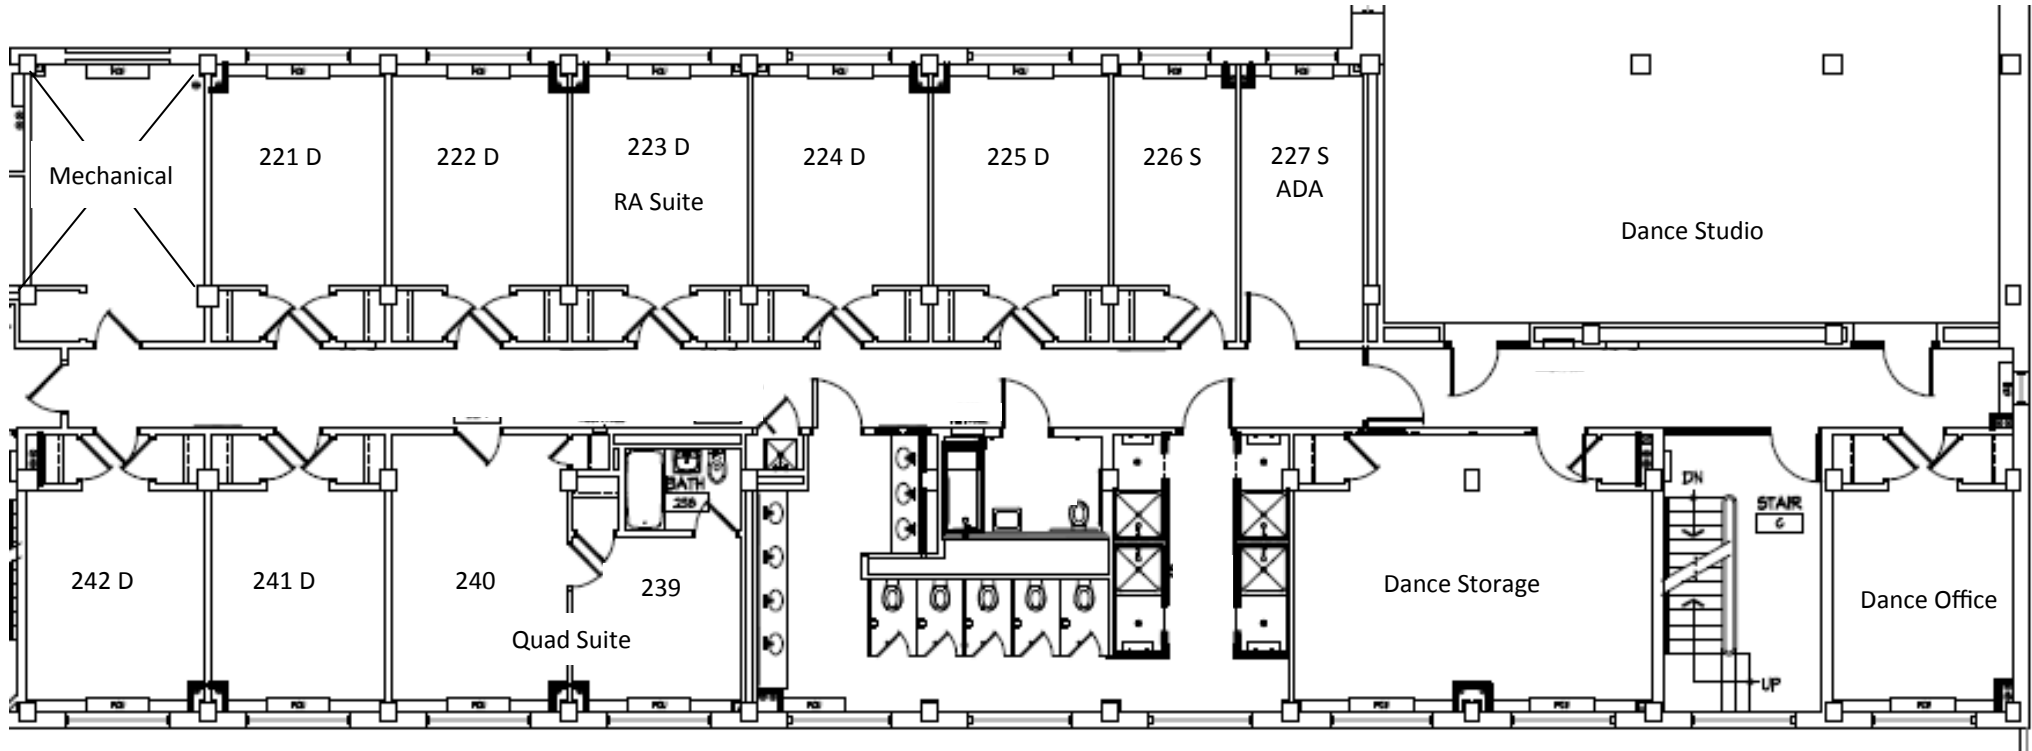 221 D
222 D
223 D
224 D
225 D
226 S
227 S
Mechanical
RA Suite
ADA
Dance Studio
BATH
DN
STAIR
242 D
241 D
240
239
Dance Storage
Dance Office
Quad Suite
UP